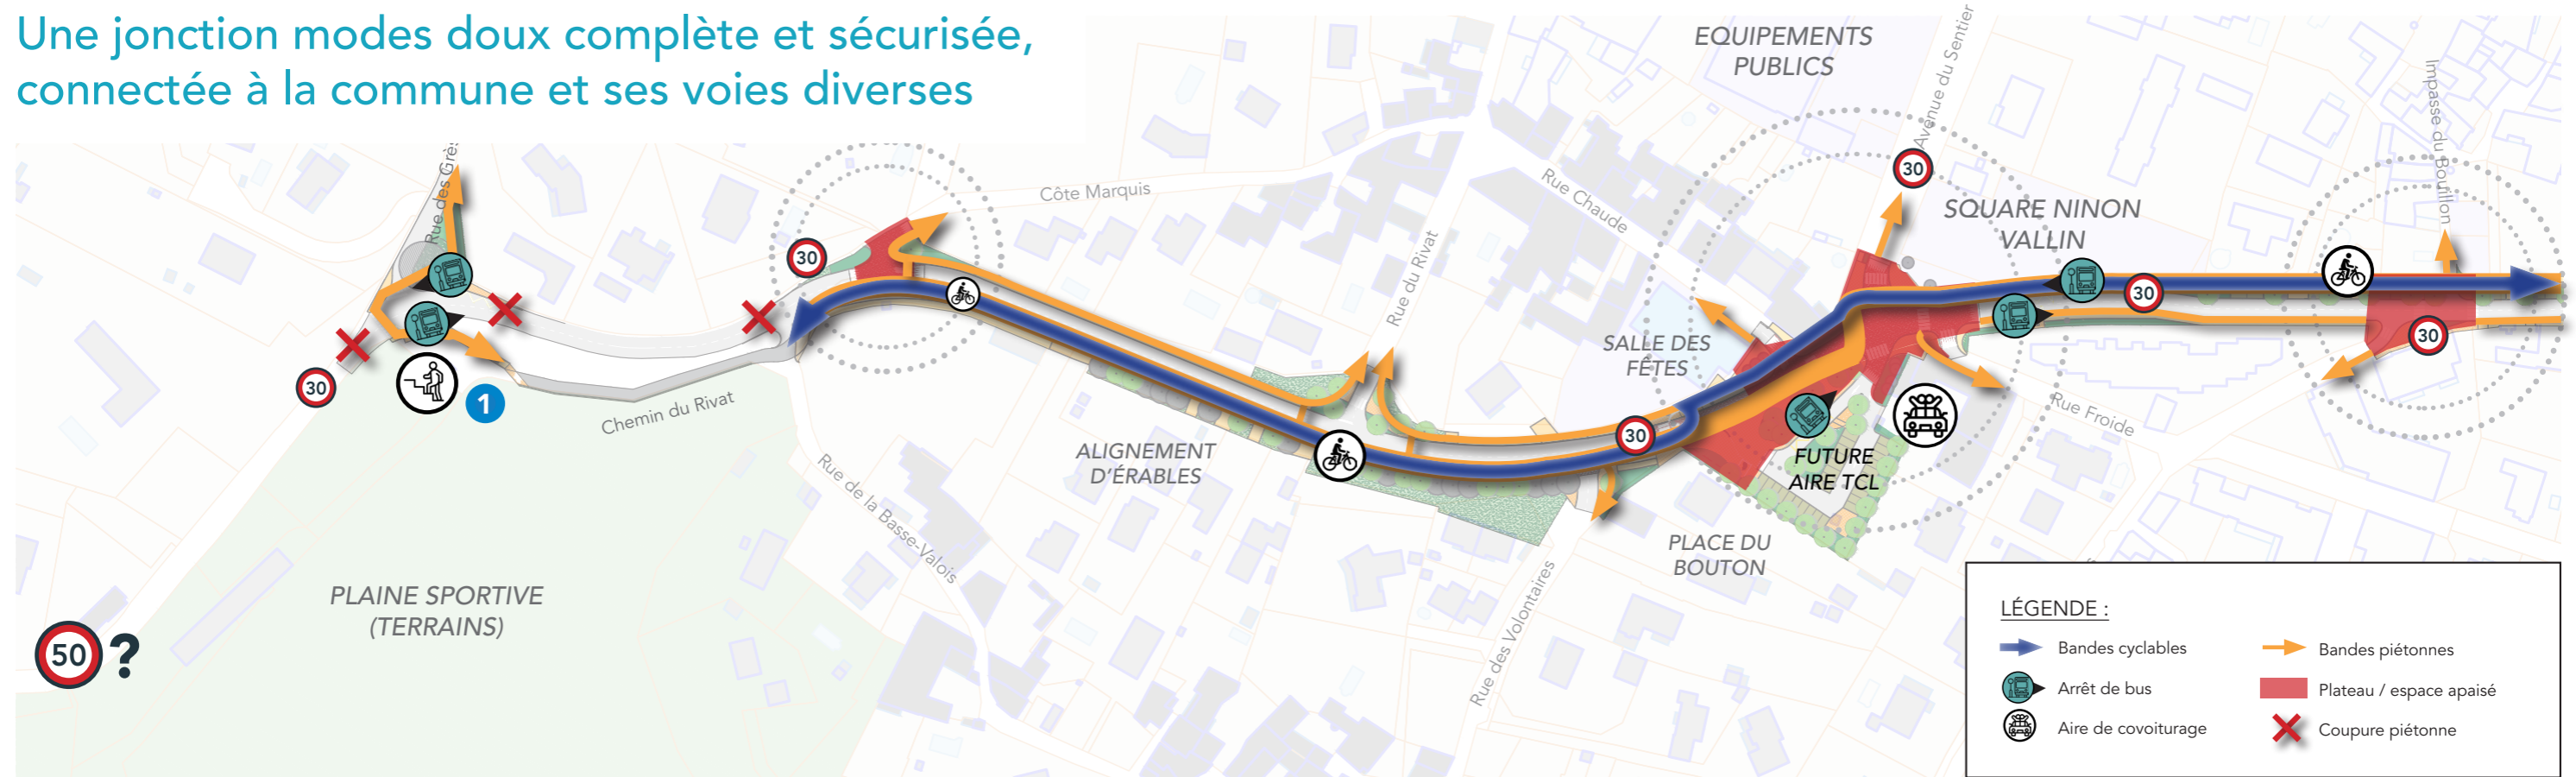 Une jonction modes doux complète et sécurisée,
connectée à la commune et ses voies diverses
EQUIPEMENTS
PUBLICS
Avenue du Sentier
Impasse du Bouillon
Rue des Grès
Côte Marquis
Rue Chaude
30
SQUARE NINON
VALLIN
30
Rue du Rivat
30
30
SALLE DES
FÊTES
30
1
Chemin du Rivat
Rue Froide
30
ALIGNEMENT
D'ÉRABLES
FUTURE
AIRE TCL
Rue de la Basse-Valois
PLACE DU
BOUTON
Rue des Volontaires
PLAINE SPORTIVE
(TERRAINS)
50 ?
LÉGENDE :
Bandes cyclables
Bandes piétonnes
Arrêt de bus
Plateau / espace apaisé
Aire de covoiturage
Coupure piétonne